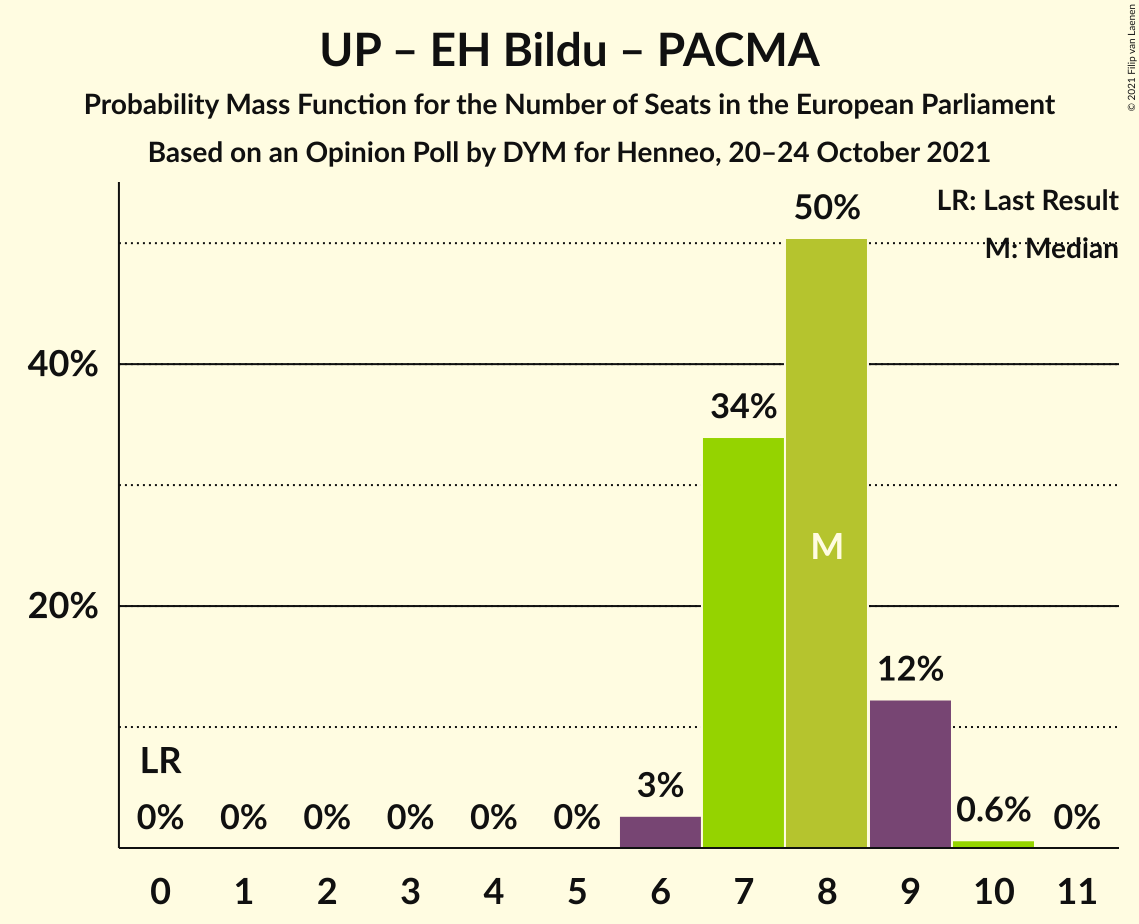 UP – EH Bildu – PACMA
Probability Mass Function for the Number of Seats in the European Parliament
Based on an Opinion Poll by DYM for Henneo, 20–24 October 2021
© 2021 Filip van Laenen
LR: Last Result
M: Median
50%
40%
34%
M
20%
12%
LR
3%
0.6%
0% 0% 0% 0% 0% 0% 0%
0 1 2 3 4 5 6 7 8 9 10 11